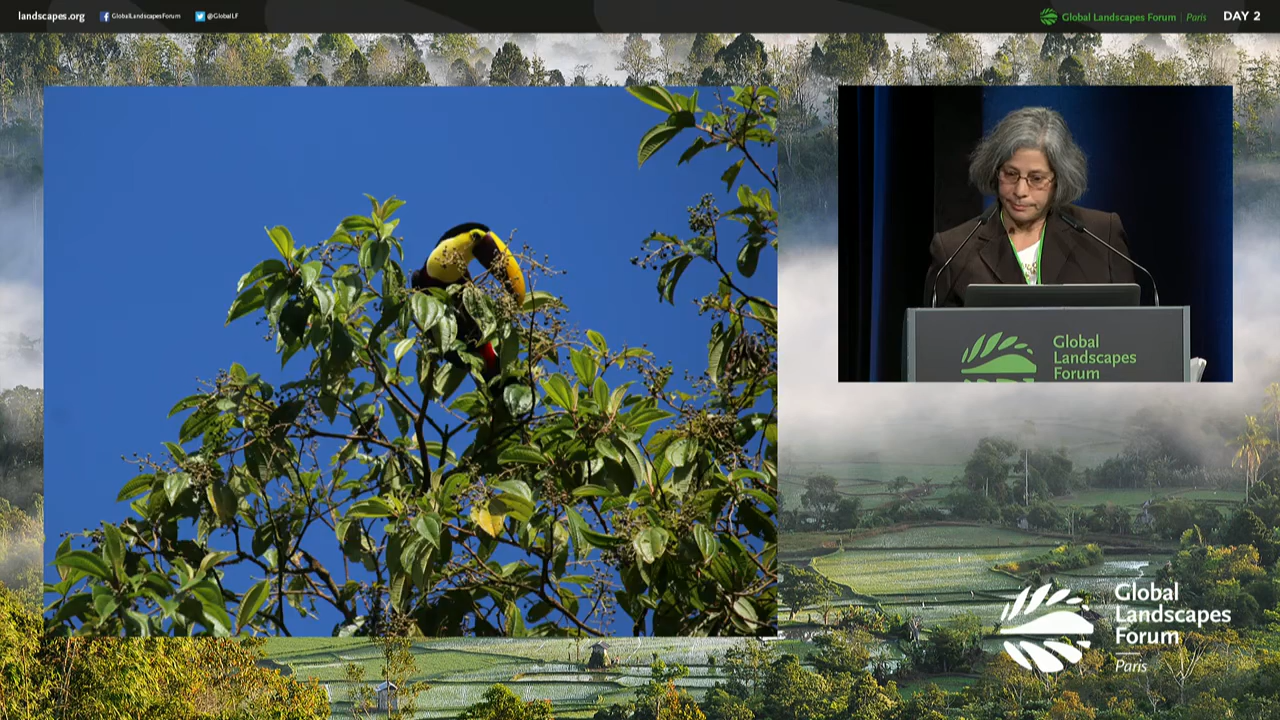 landscapes.org GlobalLandscapesForum @GlobalLF Global Landscapes Forum | Paris DAY 2
Global
Landscapes
Forum
Global
Landscapes
Forum
Paris